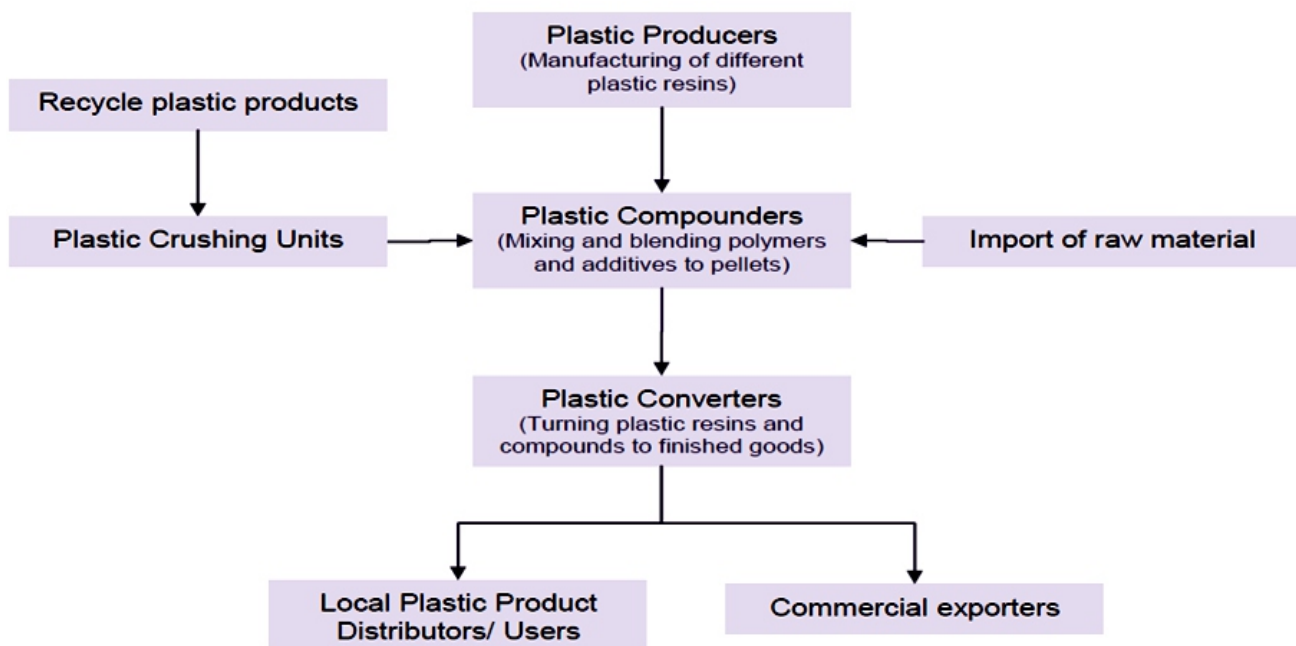 Plastic Producers
(Manufacturing of different
plastic resins)
Recycle plastic products
Plastic Crushing Units
Plastic Compounders
(Mixing and blending polymers
and additives to pellets)
Import of raw material
Plastic Converters
(Turning plastic resins and
compounds to finished goods)
Local Plastic Product
Distributors/ Users
Commercial exporters